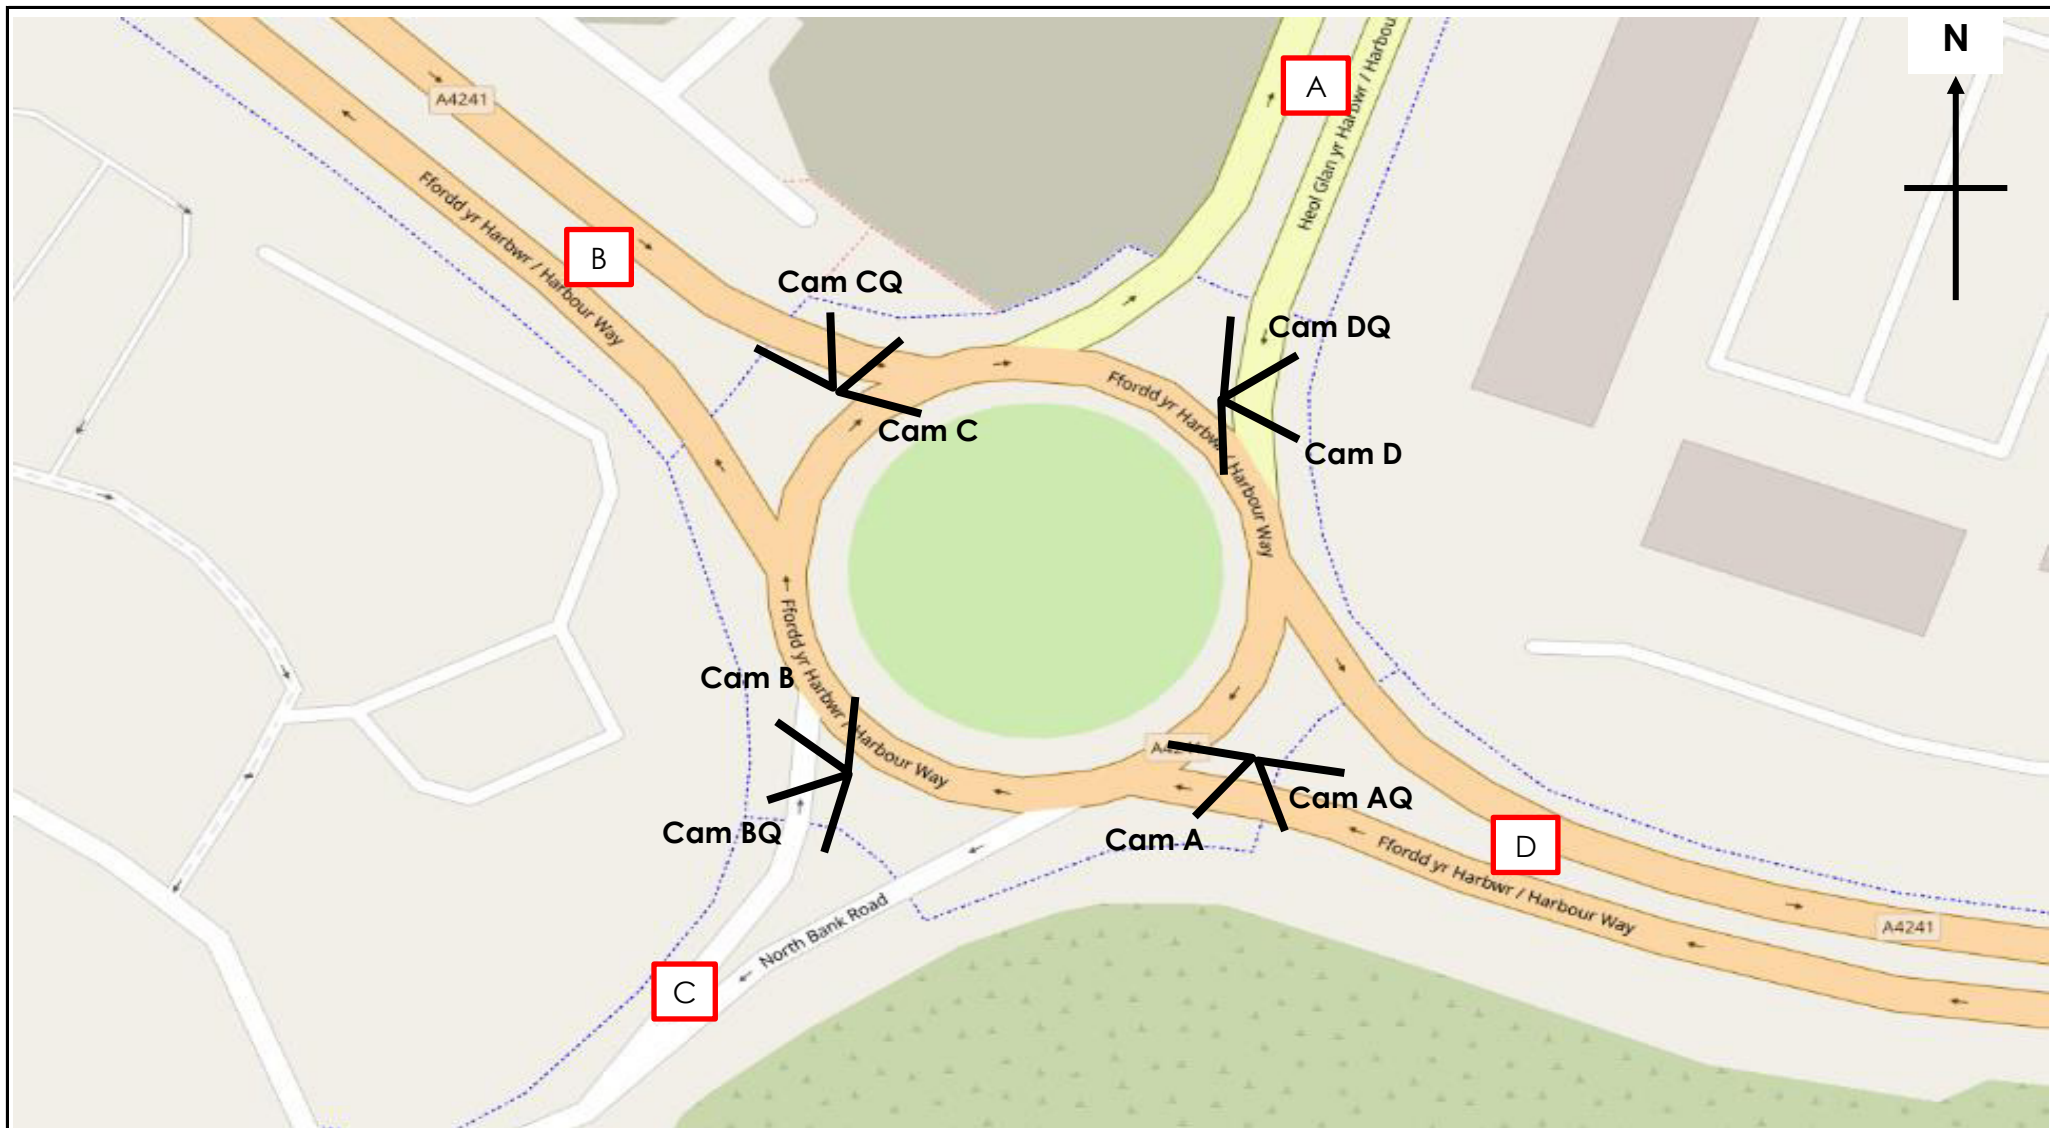 N
A
A4241
Heol Glan yr Harbwr / Harbou
Ffordd yr Harbwr / Harbour Way
B
Cam CQ
Cam DQ
Ffordd yr Harbwr / Harbour Way
Cam C
Cam D
Ffordd yr Harbwr / Harbour Way
Cam B
Cam AQ
Cam BQ
Cam A
D
Ffordd yr Harbwr / Harbour Way
North Bank Road
A4241
C